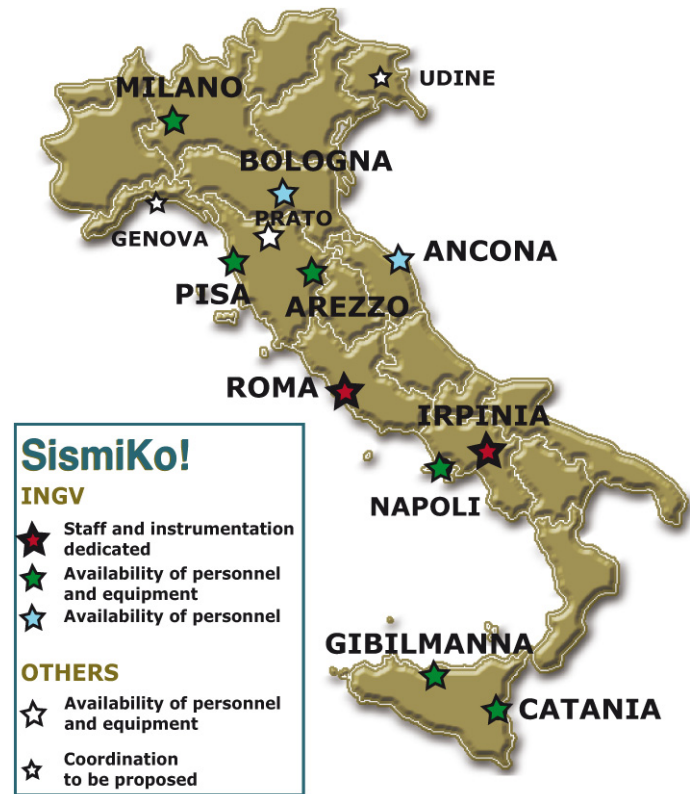 MILANO
UDINE
BOLOGNA
PRATO
GENOVA
ANCONA
PISA
AREZZO
ROMA
IRPINIA
NAPOLI
GIBILMANNA
CATANIA
SismiKo!
INGV
Staff and instrumentation
dedicated
Availability of personnel
and equipment
Availability of personnel
OTHERS
Availability of personnel
and equipment
Coordination
to be proposed